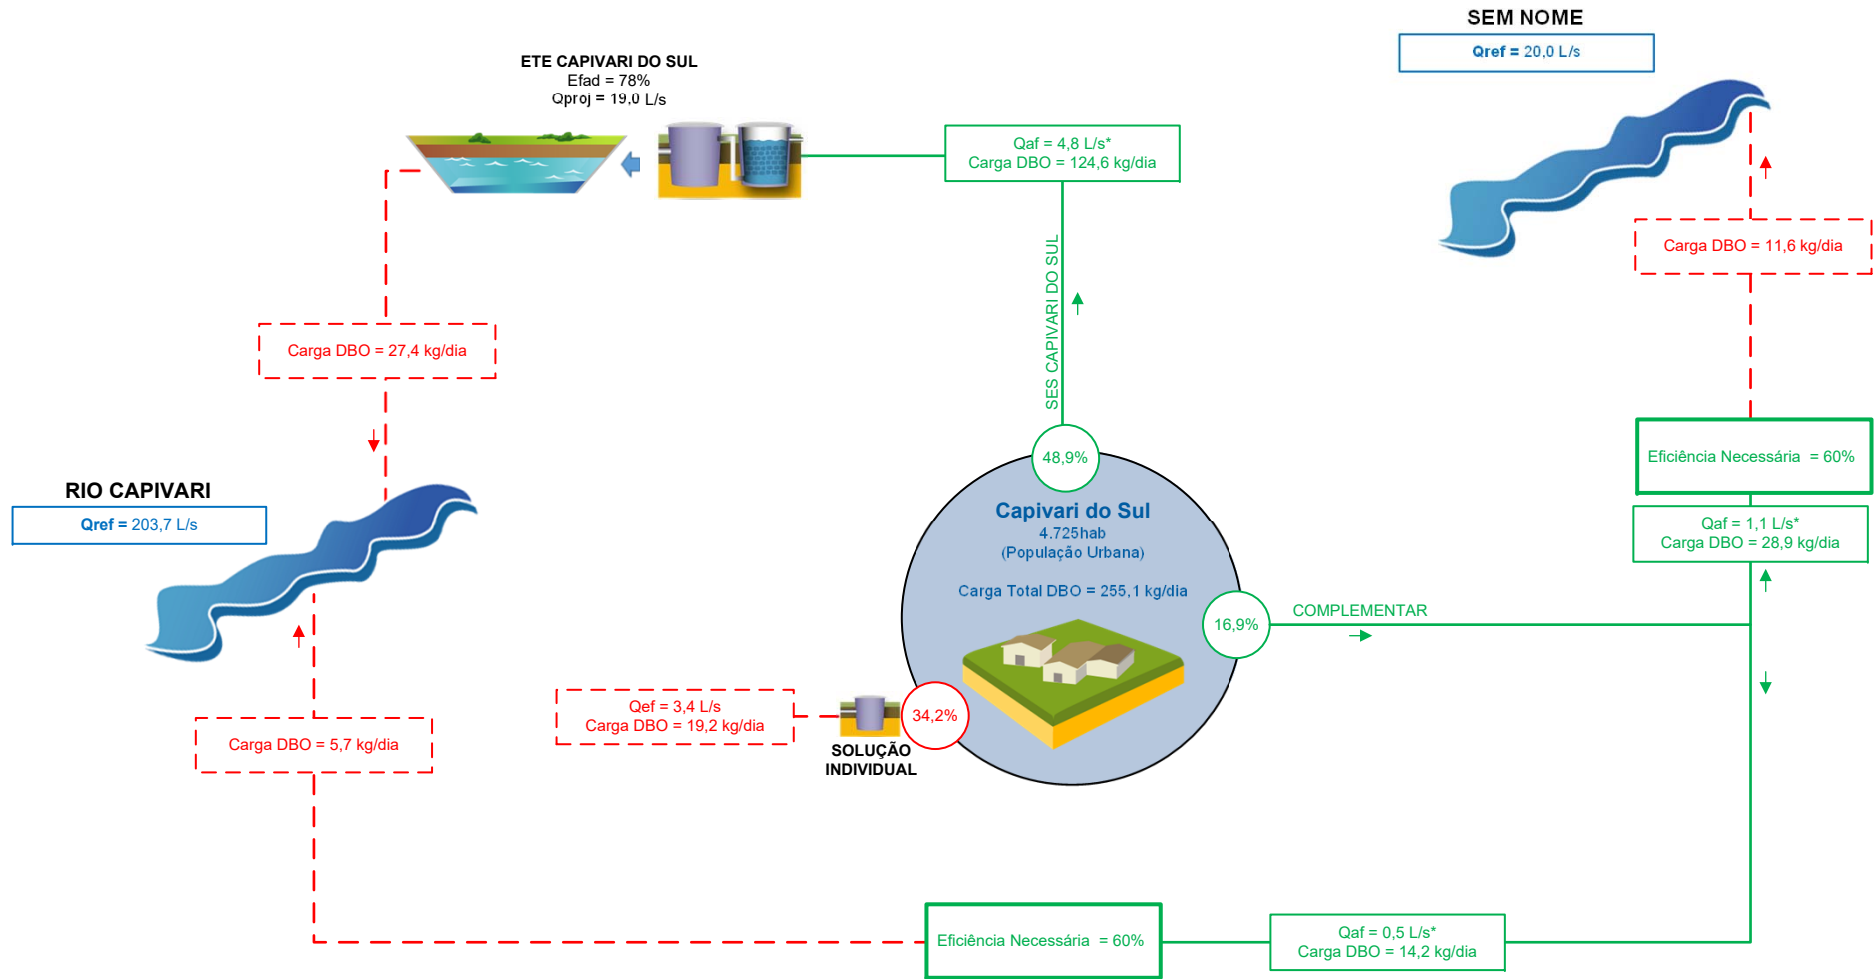 SEM NOME
Qref = 20,0 L/s
ETE CAPIVARI DO SUL
Efad = 78%
Qproj = 19,0 L/s
Qaf = 4,8 L/s*
Carga DBO = 124,6 kg/dia
Carga DBO = 11,6 kg/dia
SES CAPIVARI DO SUL
Carga DBO = 27,4 kg/dia
48,9%
Eficiência Necessária = 60%
RIO CAPIVARI
Qref = 203,7 L/s
Capivari do Sul
4.725hab
(População Urbana)
Carga Total DBO = 255,1 kg/dia
Qaf = 1,1 L/s*
Carga DBO = 28,9 kg/dia
16,9%
COMPLEMENTAR
Qef = 3,4 L/s
Carga DBO = 19,2 kg/dia
34,2%
SOLUÇÃO
INDIVIDUAL
Carga DBO = 5,7 kg/dia
Eficiência Necessária = 60%
Qaf = 0,5 L/s*
Carga DBO = 14,2 kg/dia